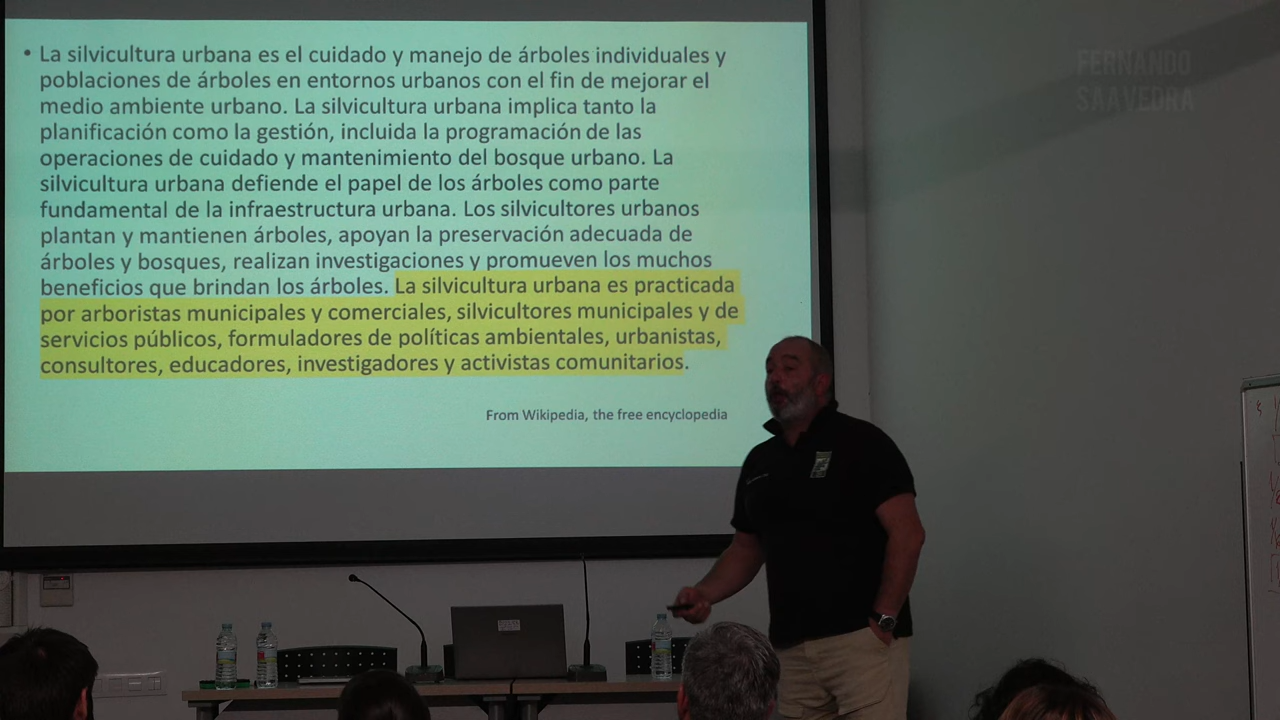 • La silvicultura urbana es el cuidado y manejo de árboles individuales y
poblaciones de árboles en entornos urbanos con el fin de mejorar el
medio ambiente urbano. La silvicultura urbana implica tanto la
planificación como la gestión, incluida la programación de las
operaciones de cuidado y mantenimiento del bosque urbano. La
silvicultura urbana defiende el papel de los árboles como parte
fundamental de la infraestructura urbana. Los silvicultores urbanos
plantan y mantienen árboles, apoyan la preservación adecuada de
árboles y bosques, realizan investigaciones y promueven los muchos
beneficios que brindan los árboles. La silvicultura urbana es practicada
por arboristas municipales y comerciales, silvicultores municipales y de
servicios públicos, formuladores de políticas ambientales, urbanistas,
consultores, educadores, investigadores y activistas comunitarios.
From Wikipedia, the free encyclopedia
FERNANDO
SAAVEDRA